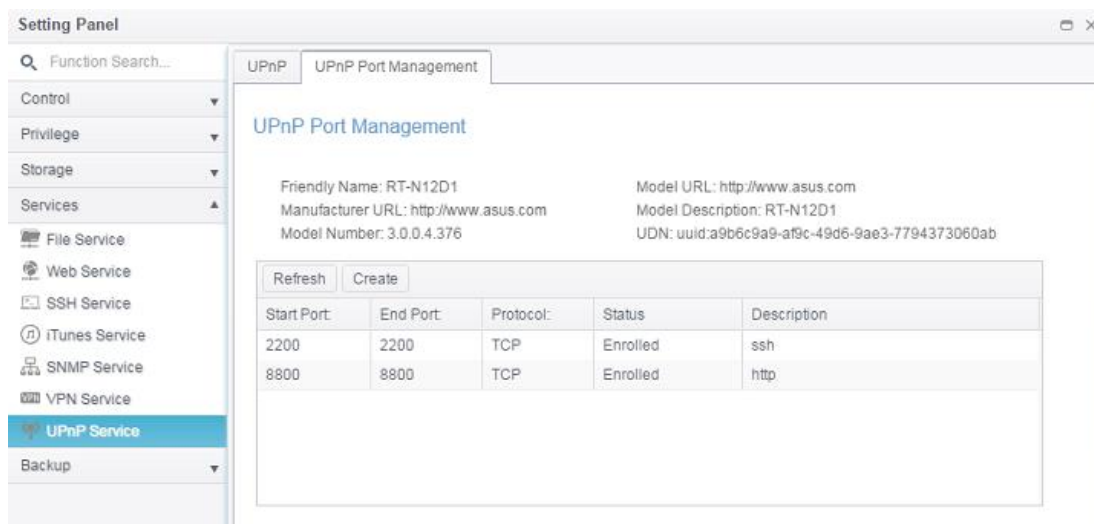 Setting Panel
Function Search...
Control
Privilege
Storage
Services
File Service
Web Service
SSH Service
iTunes Service
SNMP Service
VPN Service
UPnP Service
Backup
UPnP UPnP Port Management
UPnP Port Management
Friendly Name: RT-N12D1 Model URL: http://www.asus.com
Manufacturer URL: http://www.asus.com Model Description: RT-N12D1
Model Number: 3.0.0.4.376 UDN: uuid:a9b6c9a9-af9c-49d6-9ae3-7794373060ab
Refresh Create
Start Port: End Port: Protocol: Status Description
2200 2200 TCP Enrolled ssh
8800 8800 TCP Enrolled http